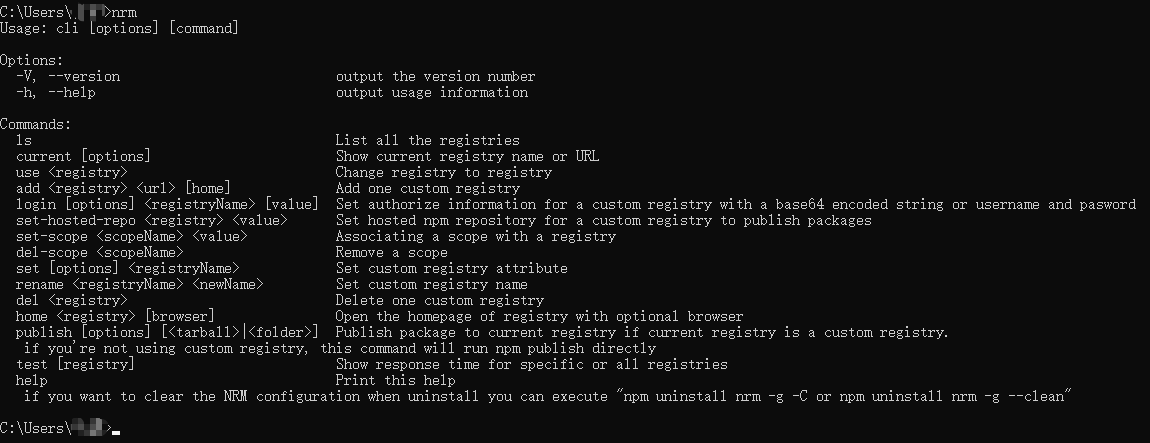 C:\Users\ >nrm
Usage: cli [options] [command]
Options:
-V, --version output the version number
-h, --help output usage information
Commands:
ls List all the registries
current [options] Show current registry name or URL
use <registry> Change registry to registry
add <registry> <url> [home] Add one custom registry
login [options] <registryName> [value] Set authorize information for a custom registry with a base64 encoded string or username and pasword
set-hosted-repo <registry> <value> Set hosted npm repository for a custom registry to publish packages
set-scope <scopeName> <value> Associating a scope with a registry
del-scope <scopeName> Remove a scope
set [options] <registryName> Set custom registry attribute
rename <registryName> <newName> Set custom registry name
del <registry> Delete one custom registry
home <registry> [browser] Open the homepage of registry with optional browser
publish [options] [<tarball>|<folder>] Publish package to current registry if current registry is a custom registry.
if you're not using custom registry, this command will run npm publish directly
test [registry] Show response time for specific or all registries
help Print this help
if you want to clear the NRM configuration when uninstall you can execute "npm uninstall nrm -g -C or npm uninstall nrm -g --clean"
C:\Users\ >